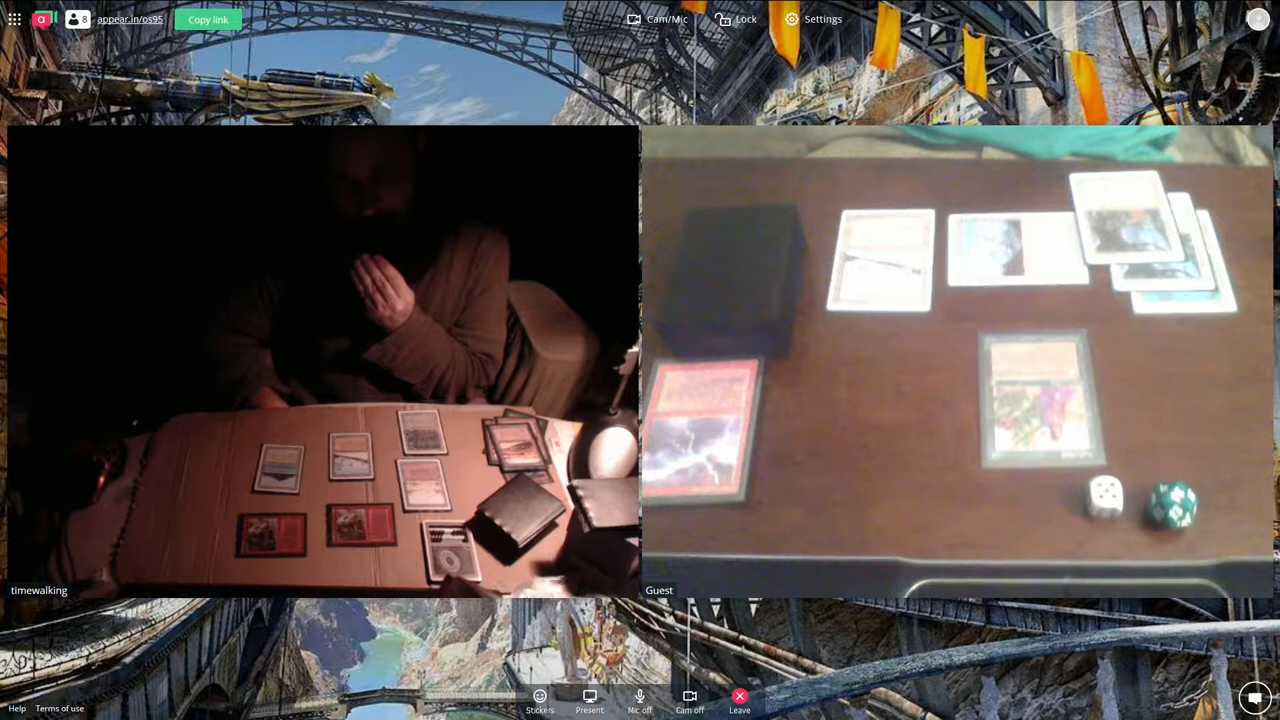 8
appear.in/os95
Copy link
Cam/Mic
Lock
Settings
timewalking
Guest
Help
Terms of use
Stickers
Present
Mic off
Cam off
Leave